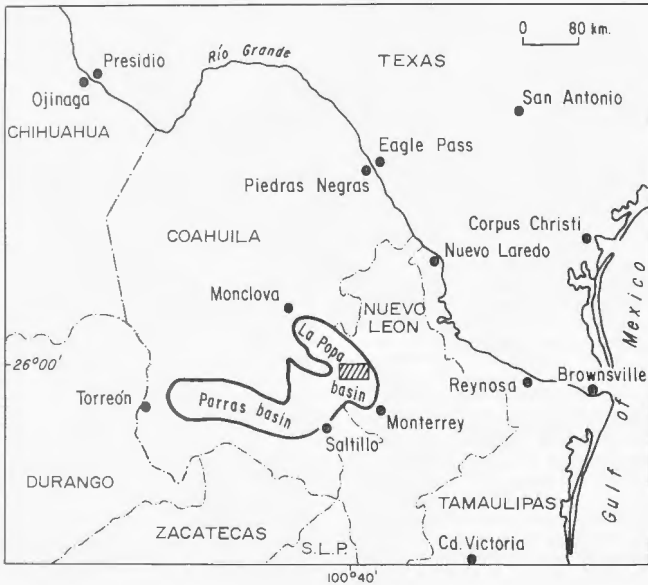 0 80 km.
Río Grande
TEXAS
Presidio
Ojinaga
San Antonio
CHIHUAHUA
Eagle Pass
Piedras Negras
COAHUILA
Corpus Christi
Nuevo Laredo
Monclova
NUEVO
LEON
La Popa
basin
26°00'
Torreón
Parras basin
Reynosa
Brownsville
Monterrey
Saltillo
Gulf of Mexico
DURANGO
TAMAULIPAS
ZACATECAS
S.L.P.
Cd. Victoria
100°40'